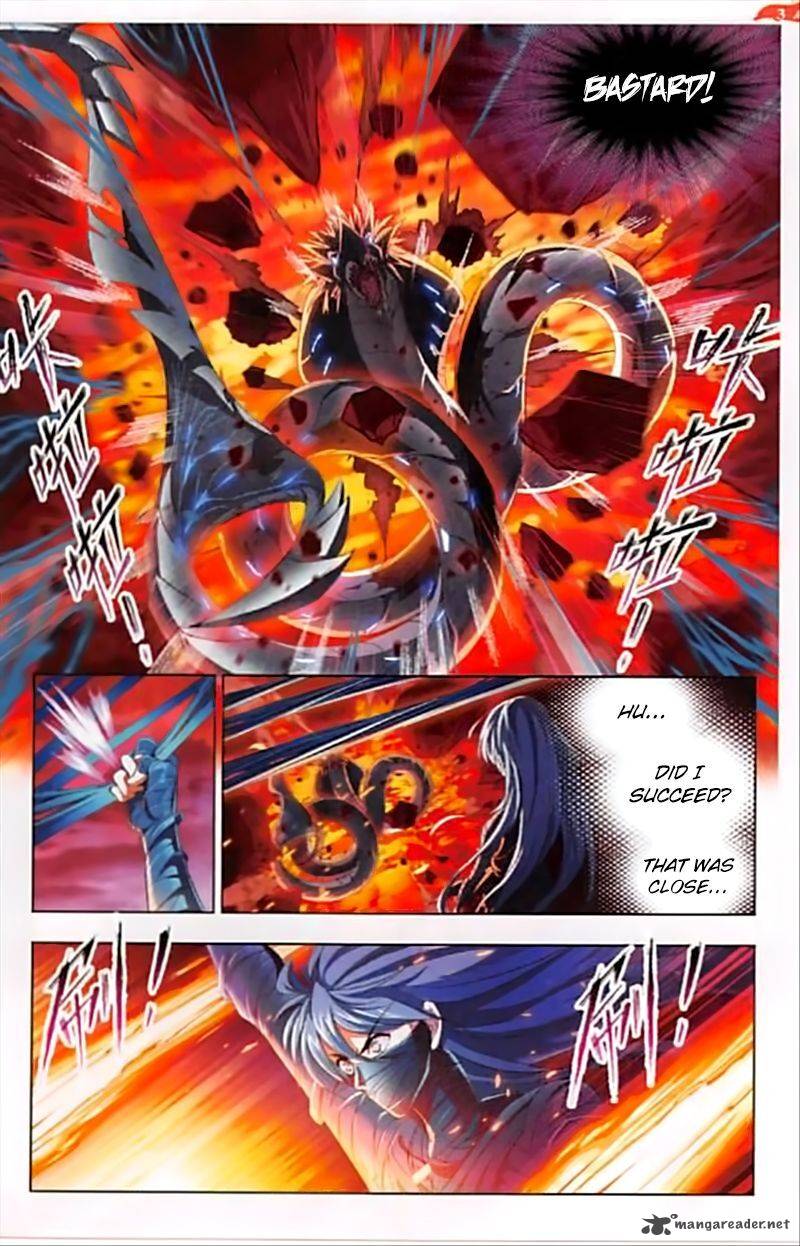 3
BASTARD!
咔
啦
啦
!
咔
啦
啦
!
HU...
DID I
SUCCEED?
THAT WAS
CLOSE...
刷!
刷!
mangareader.net